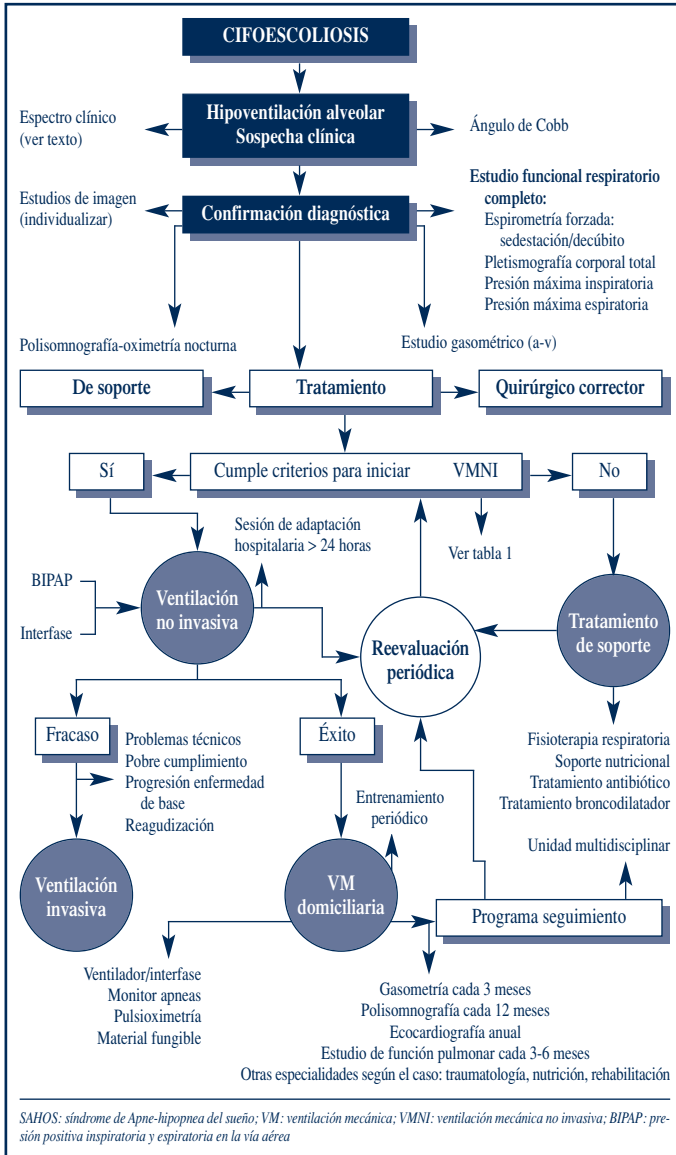 CIFOESCOLIOSIS
Hipoventilación alveolar
Sospecha clínica
Espectro clínico
(ver texto)
Ángulo de Cobb
Estudios de imagen
(individualizar)
Confirmación diagnóstica
Estudio funcional respiratorio
completo:
Espirometría forzada:
sedestación/decúbito
Pletismografía corporal total
Presión máxima inspiratoria
Presión máxima espiratoria
Polisomnografía-oximetría nocturna
Estudio gasométrico (a-v)
De soporte
Tratamiento
Quirúrgico corrector
Sí
Cumple criterios para iniciar VMNI
No
Sesión de adaptación
hospitalaria > 24 horas
Ver tabla 1
BIPAP
Interfase
Ventilación
no invasiva
Reevaluación
periódica
Tratamiento
de soporte
Fracaso
Problemas técnicos
Pobre cumplimiento
Progresión enfermedad
de base
Reagudización
Éxito
Fisioterapia respiratoria
Soporte nutricional
Tratamiento antibiótico
Tratamiento broncodilatador
Entrenamiento
periódico
Unidad multidisciplinar
Ventilación
invasiva
VM
domiciliaria
Programa seguimiento
Ventilador/interfase
Monitor apneas
Pulsioximetría
Material fungible
Gasometría cada 3 meses
Polisomnografía cada 12 meses
Ecocardiografía anual
Estudio de función pulmonar cada 3-6 meses
Otras especialidades según el caso: traumatología, nutrición, rehabilitación
SAHOS: síndrome de Apne-hipopnea del sueño; VM: ventilación mecánica; VMNI: ventilación mecánica no invasiva; BIPAP: pre-
sión positiva inspiratoria y espiratoria en la vía aérea